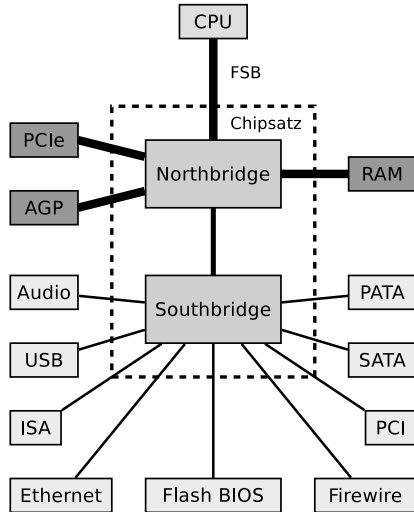 CPU
FSB
Chipsatz
PCIe
Northbridge
RAM
AGP
Audio
Southbridge
PATA
USB
SATA
ISA
PCI
Ethernet
Flash BIOS
Firewire